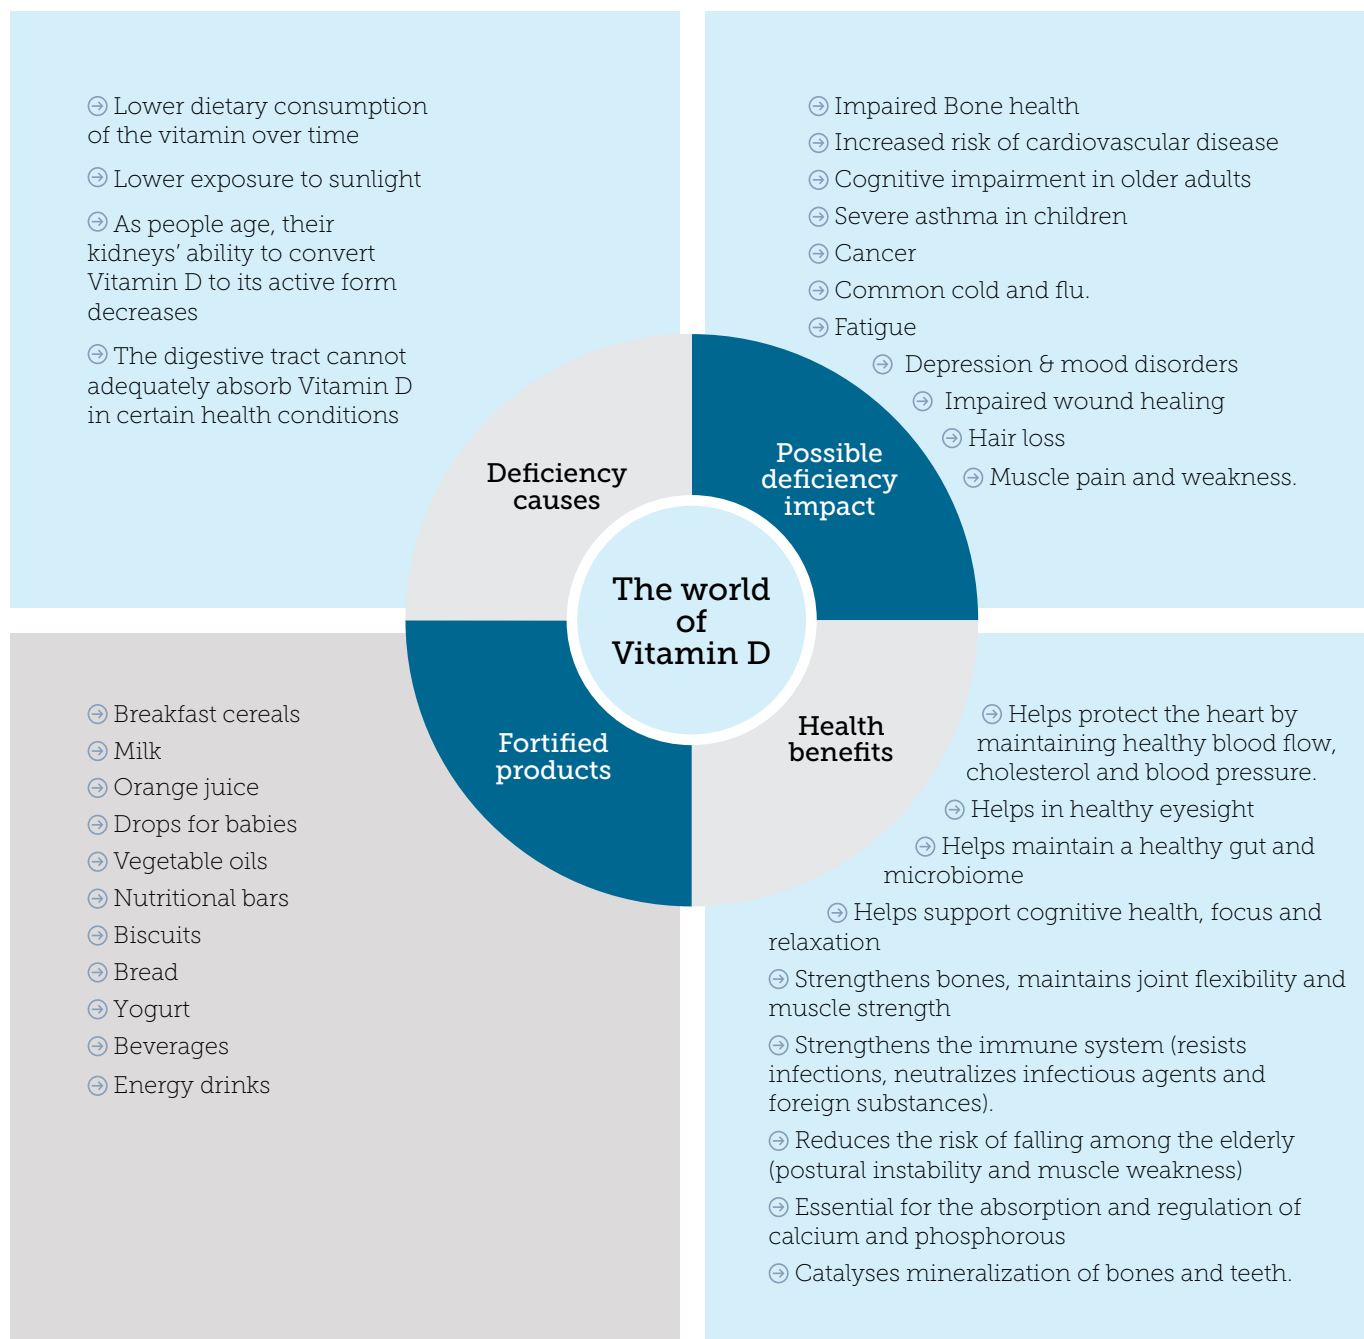 Lower dietary consumption
of the vitamin over time
Lower exposure to sunlight
As people age, their
kidneys’ ability to convert
Vitamin D to its active form
decreases
The digestive tract cannot
adequately absorb Vitamin D
in certain health conditions
Impaired Bone health
Increased risk of cardiovascular disease
Cognitive impairment in older adults
Severe asthma in children
Cancer
Common cold and flu.
Fatigue
Depression & mood disorders
Impaired wound healing
Hair loss
Muscle pain and weakness.
Deficiency
causes
Possible
deficiency
impact
The world
of
Vitamin D
Fortified
products
Health
benefits
Breakfast cereals
Milk
Orange juice
Drops for babies
Vegetable oils
Nutritional bars
Biscuits
Bread
Yogurt
Beverages
Energy drinks
Helps protect the heart by
maintaining healthy blood flow,
cholesterol and blood pressure.
Helps in healthy eyesight
Helps maintain a healthy gut and
microbiome
Helps support cognitive health, focus and
relaxation
Strengthens bones, maintains joint flexibility and
muscle strength
Strengthens the immune system (resists
infections, neutralizes infectious agents and
foreign substances).
Reduces the risk of falling among the elderly
(postural instability and muscle weakness)
Essential for the absorption and regulation of
calcium and phosphorous
Catalyses mineralization of bones and teeth.